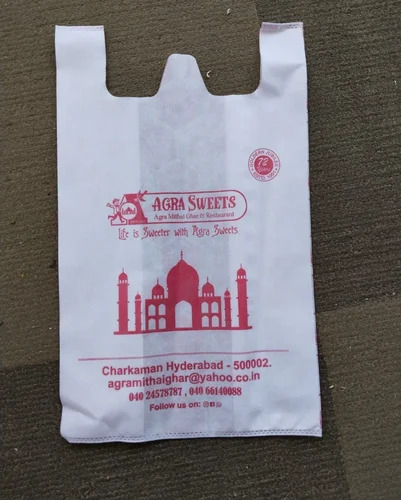 AGRA SWEETS
Agra Mithai Ghar & Restaurant
Life is Sweeter with Agra Sweets
72
Charkaman Hyderabad - 500002.
agramithaighar@yahoo.co.in
040 24578787 , 040 66140088
Follow us on: